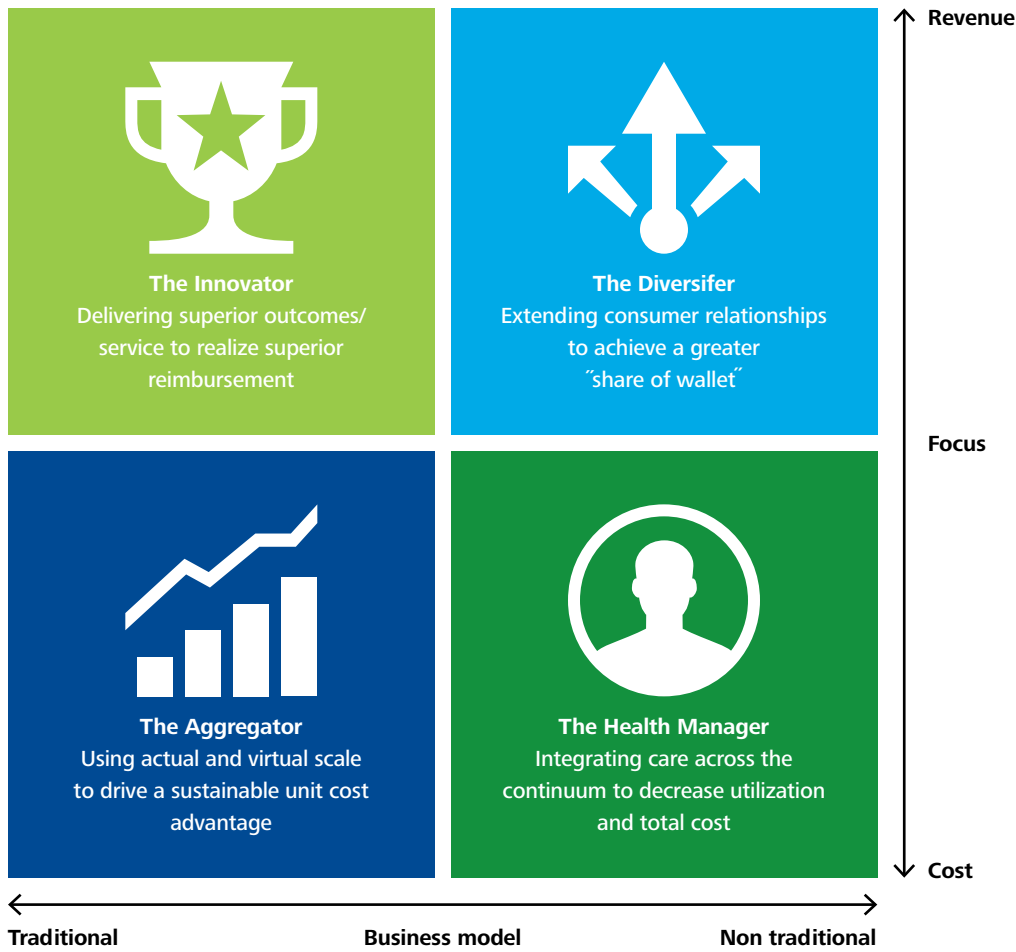 Revenue
The Innovator
Delivering superior outcomes/
service to realize superior
reimbursement
The Diversifer
Extending consumer relationships
to achieve a greater
˝share of wallet˝
Focus
The Aggregator
Using actual and virtual scale
to drive a sustainable unit cost
advantage
The Health Manager
Integrating care across the
continuum to decrease utilization
and total cost
Cost
Traditional
Business model
Non traditional